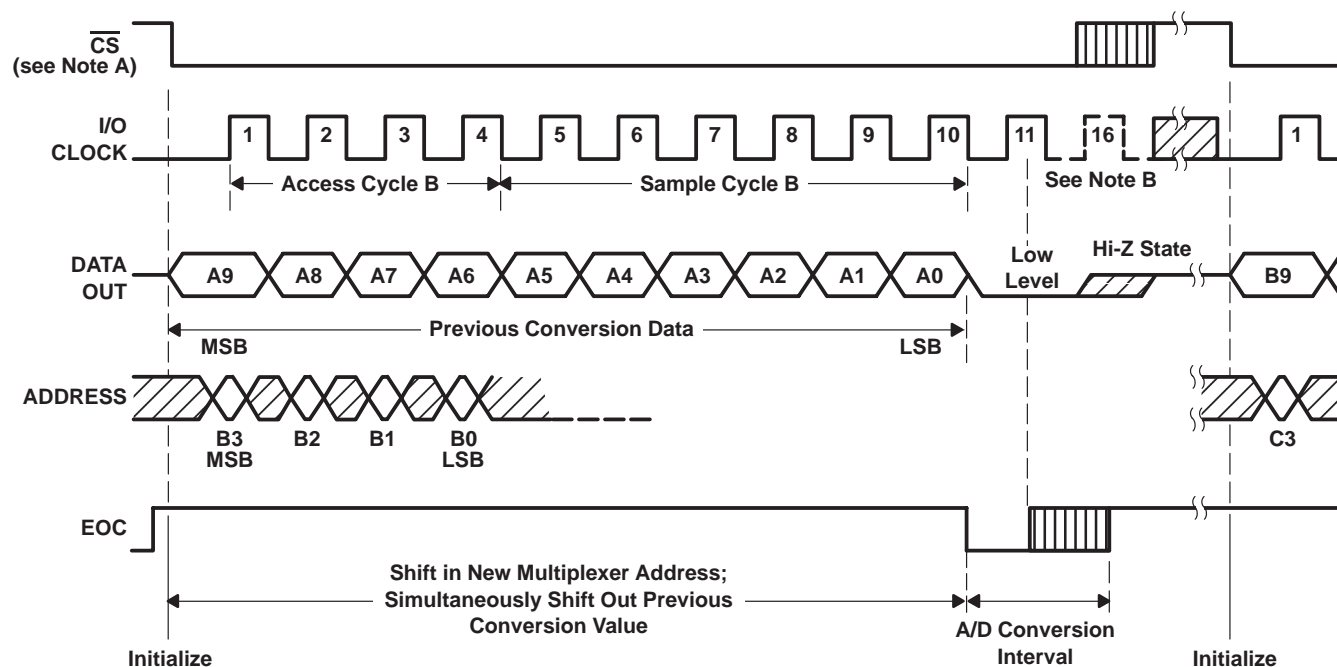 CS
(see Note A)
I/O
CLOCK
1 2 3 4 5 6 7 8 9 10 11 16 1
Access Cycle B
Sample Cycle B
See Note B
DATA
OUT
A9 A8 A7 A6 A5 A4 A3 A2 A1 A0
Low
Level
Hi-Z State
B9
Previous Conversion Data
MSB
LSB
ADDRESS
B3 B2 B1 B0
MSB LSB
C3
EOC
Shift in New Multiplexer Address;
Simultaneously Shift Out Previous
Conversion Value
A/D Conversion
Interval
Initialize
Initialize